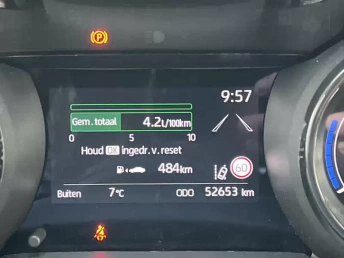 (P)
9:57
Gem. totaal 4.2L/100km
0 5 10
Houd OK ingedr. v. reset
484km
60
Buiten 7°C ODO 52653 km